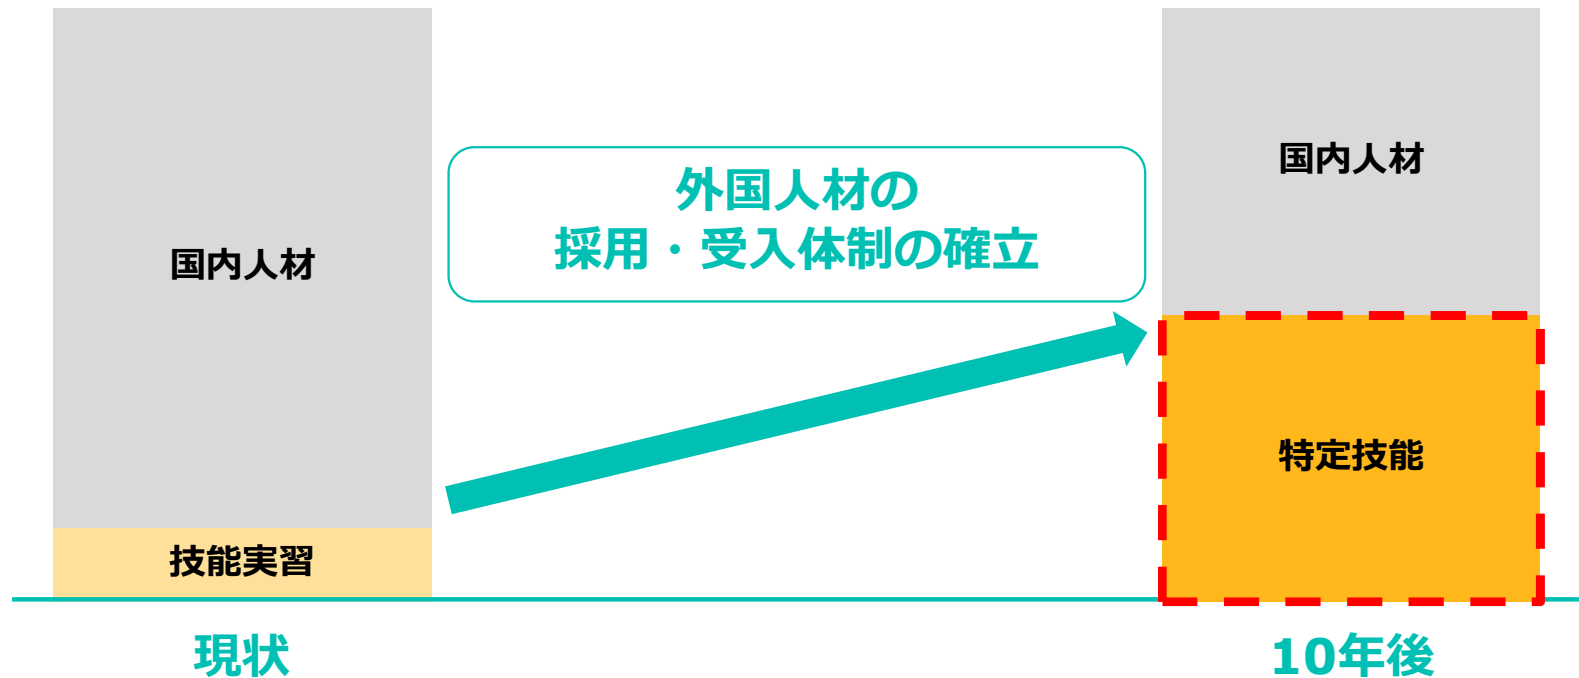 国内人材
技能実習
外国人材の
採用・受入体制の確立
国内人材
特定技能
現状
10年後